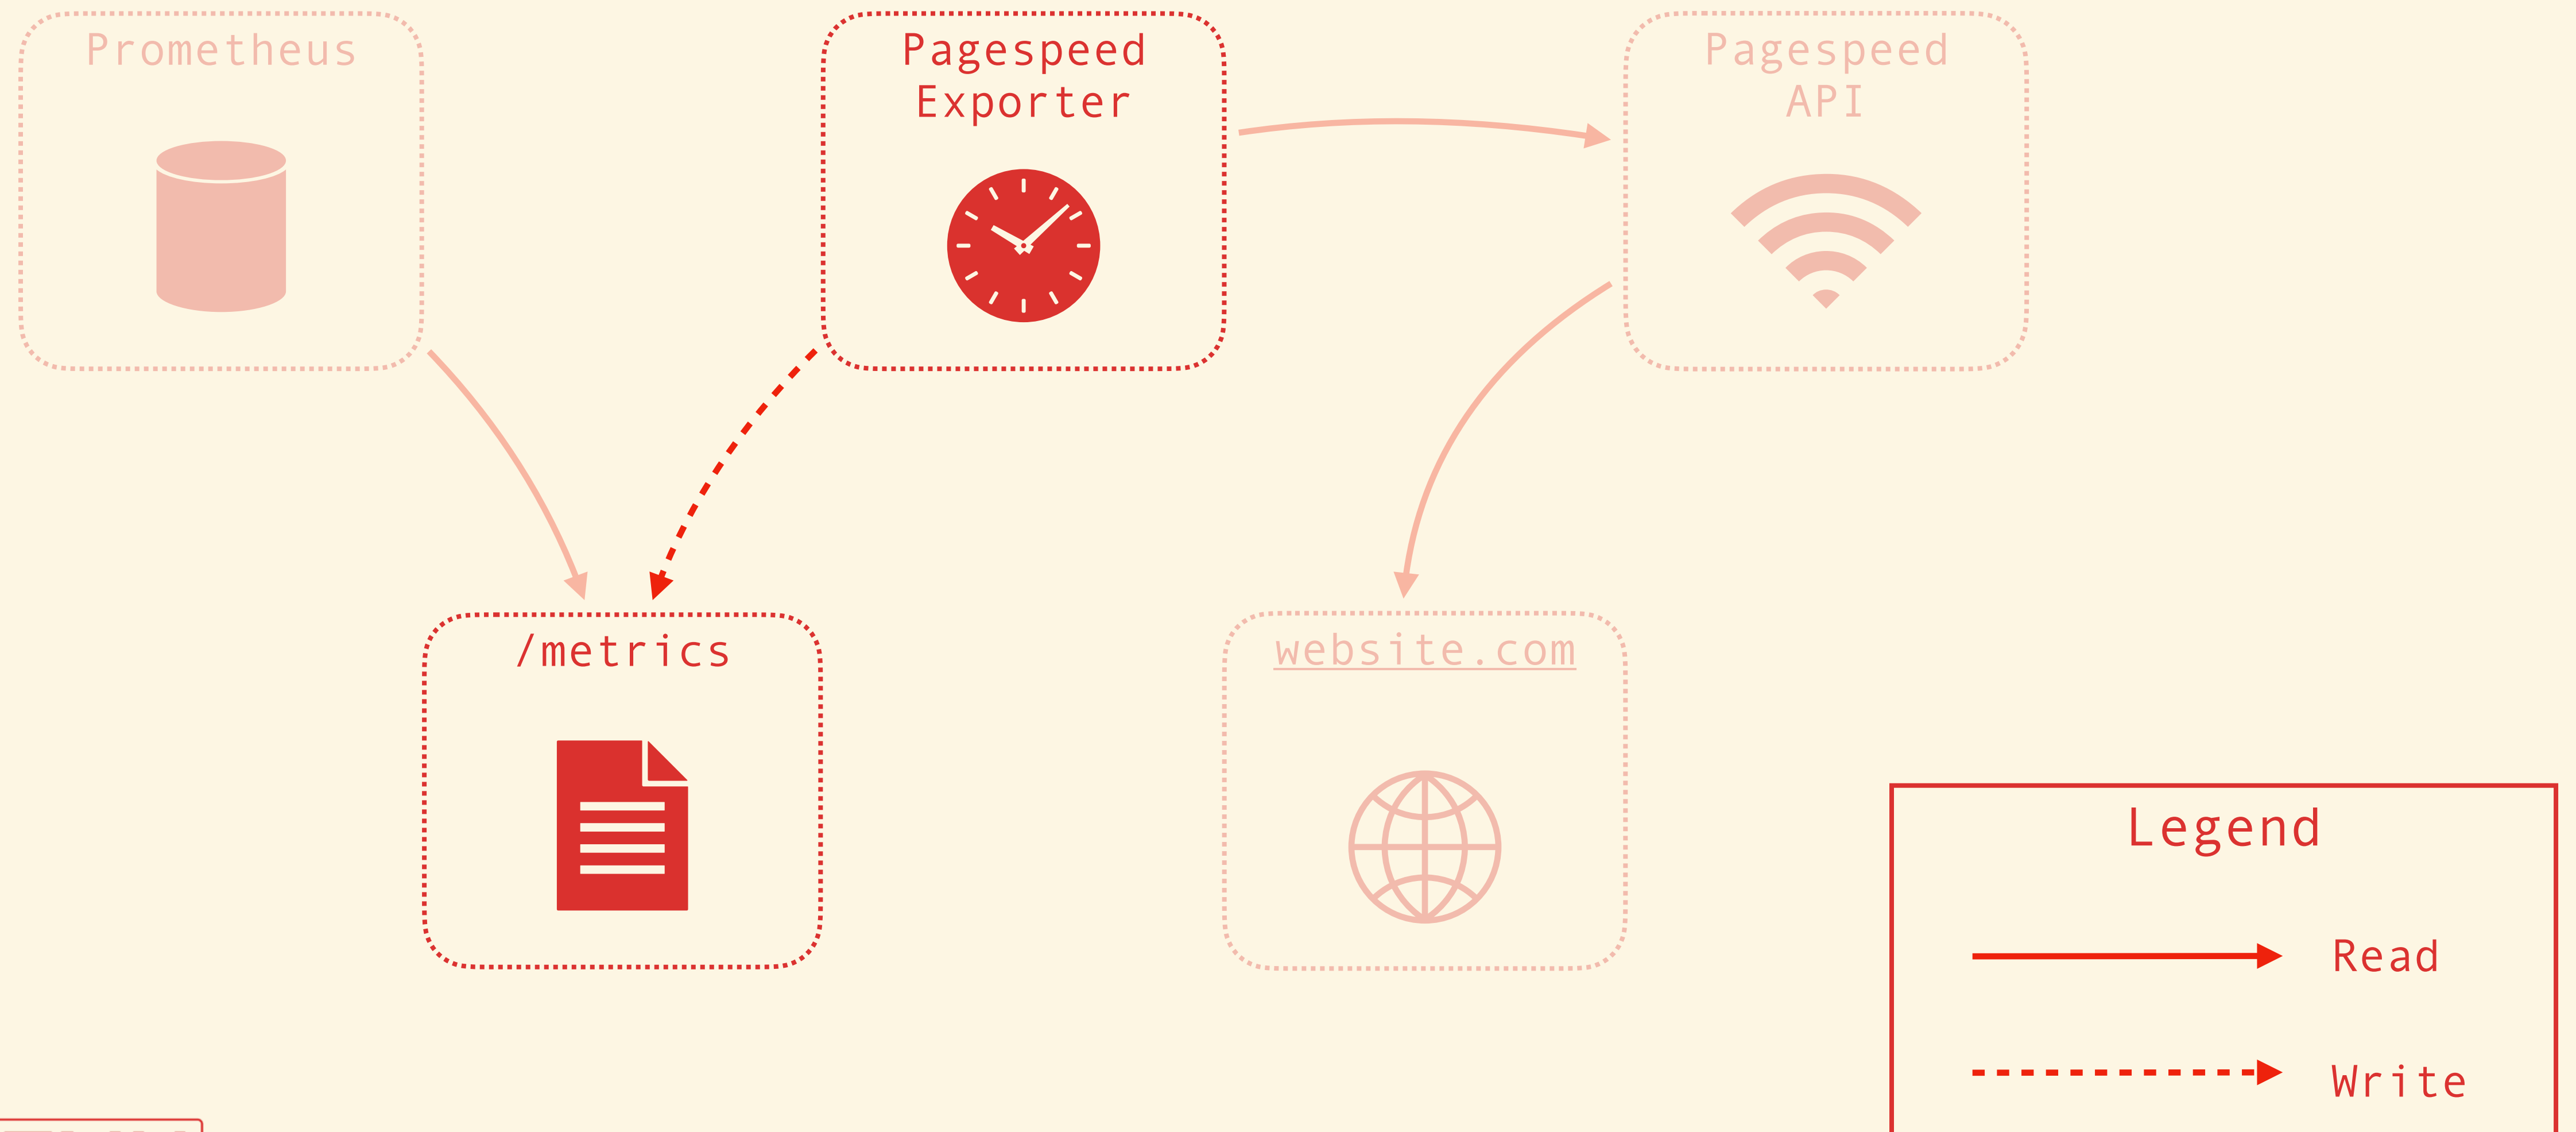 Prometheus
Pagespeed
Exporter
Pagespeed
API
/metrics
website.com
Legend
Read
Write